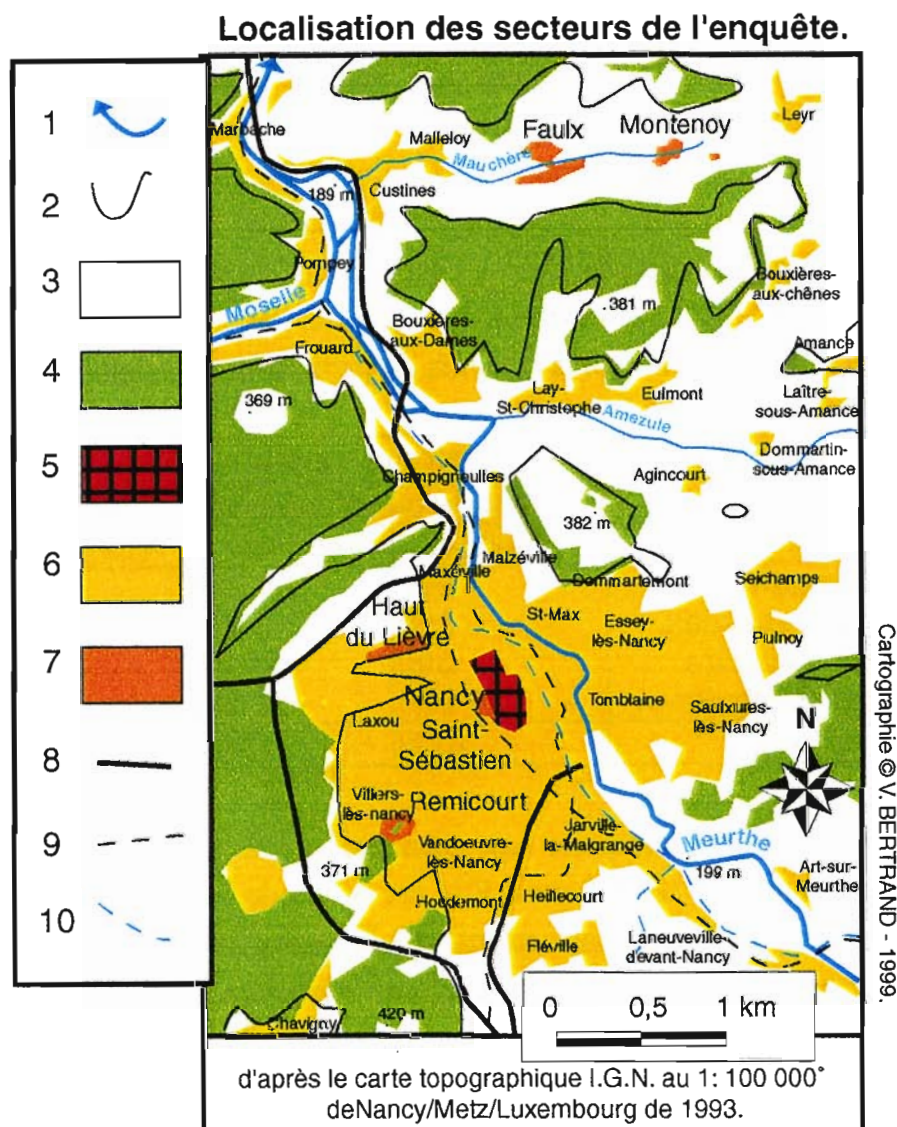 Localisation des secteurs de l'enquête.
1
2
3
4
5
6
7
8
9
10
Marbache
Malleloy
Faulx
Montenoy
Leyr
Mauchère
189 m
Custines
Pompey
Moselle
Bouxières-
aux-chênes
.381 m
Bouxières-
aux-Dames
Frouard
Amance
369 m
Lay-
St-Christophe
Eulmont
Laître-
sous-Amance
Amezule
Dommartin-
sous-Amance
Champigneulles
Agincourt
382 m
Malzéville
Maxéville
Dommartemont
Seichamps
Haut
du Lièvre
St-Max
Essey-
lès-Nancy
Pulnoy
Nancy
Tomblaine
Saulxures-
lès-Nancy
N
Laxou
Saint-
Sébastien
Villers-
lès-nancy
Remicourt
Vandoeuvre-
lès-Nancy
Jarville-
la-Malgrange
Meurthe
371 m
199 m
Art-sur-
Meurthe
Houdemont
Heillecourt
Fléville
Laneuveville-
devant-Nancy
Chavigny
420 m
0 0,5 1 km
d'après le carte topographique I.G.N. au 1: 100 000°
deNancy/Metz/Luxembourg de 1993.
Cartographie © V. BERTRAND - 1999.